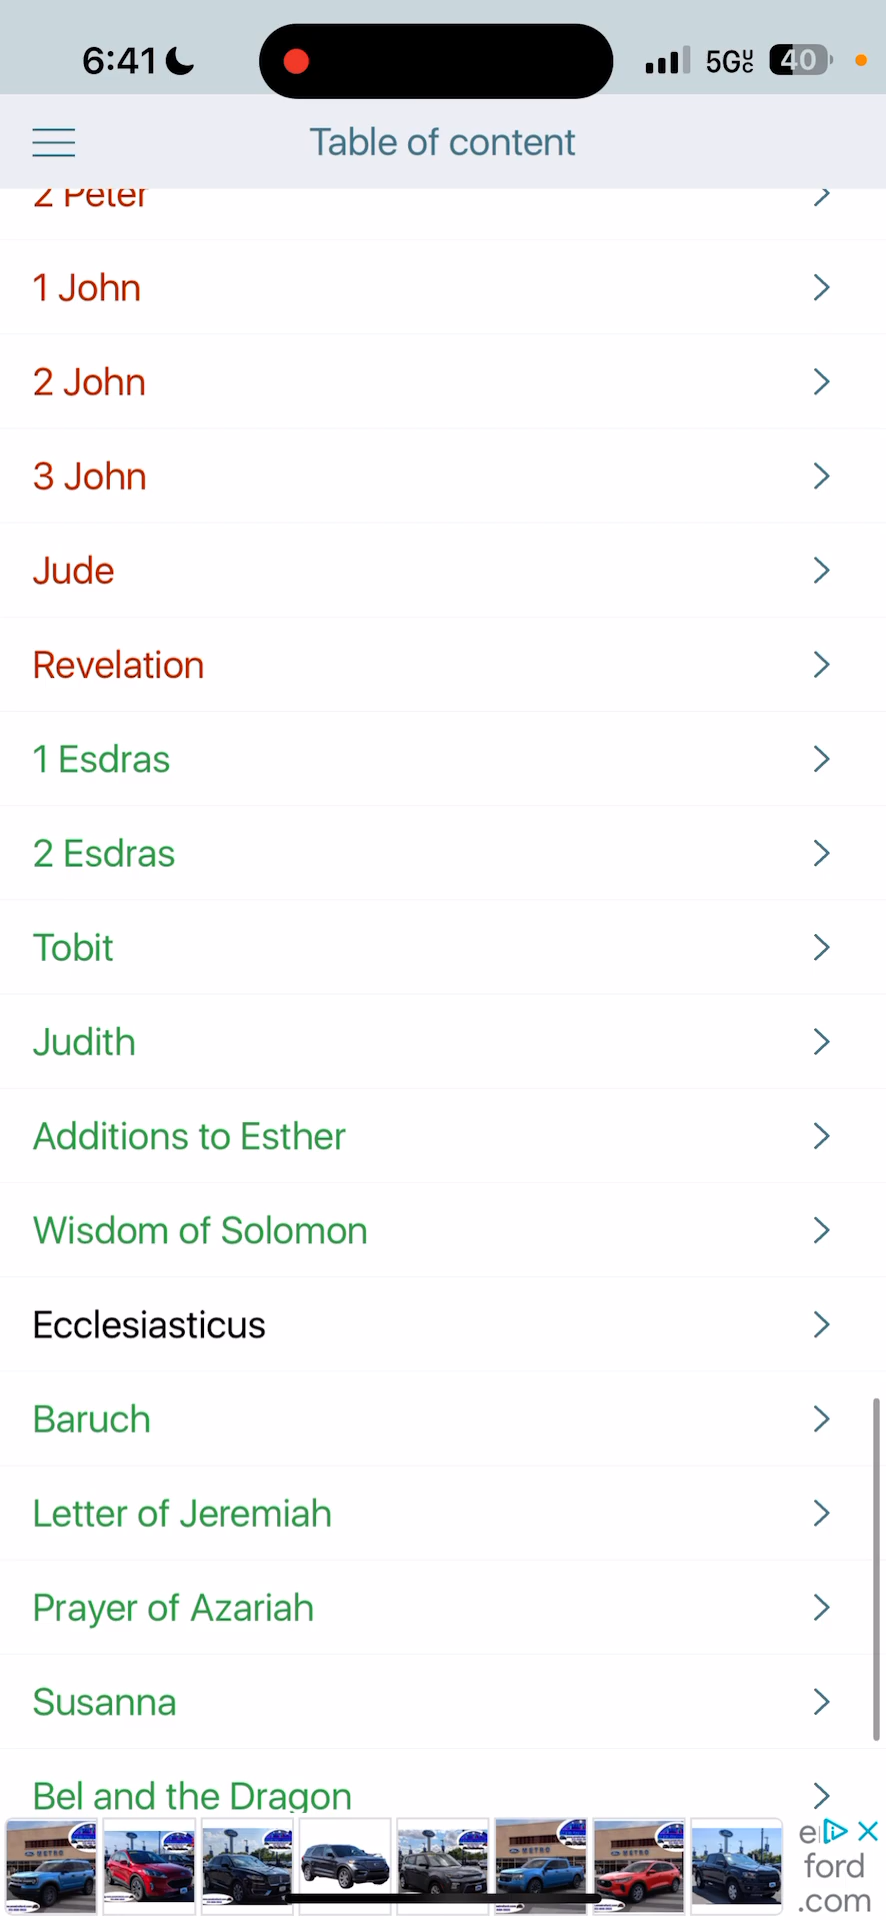 6:41
5G
40
Table of content
2 Peter
1 John
2 John
3 John
Jude
Revelation
1 Esdras
2 Esdras
Tobit
Judith
Additions to Esther
Wisdom of Solomon
Ecclesiasticus
Baruch
Letter of Jeremiah
Prayer of Azariah
Susanna
Bel and the Dragon
ford
.com